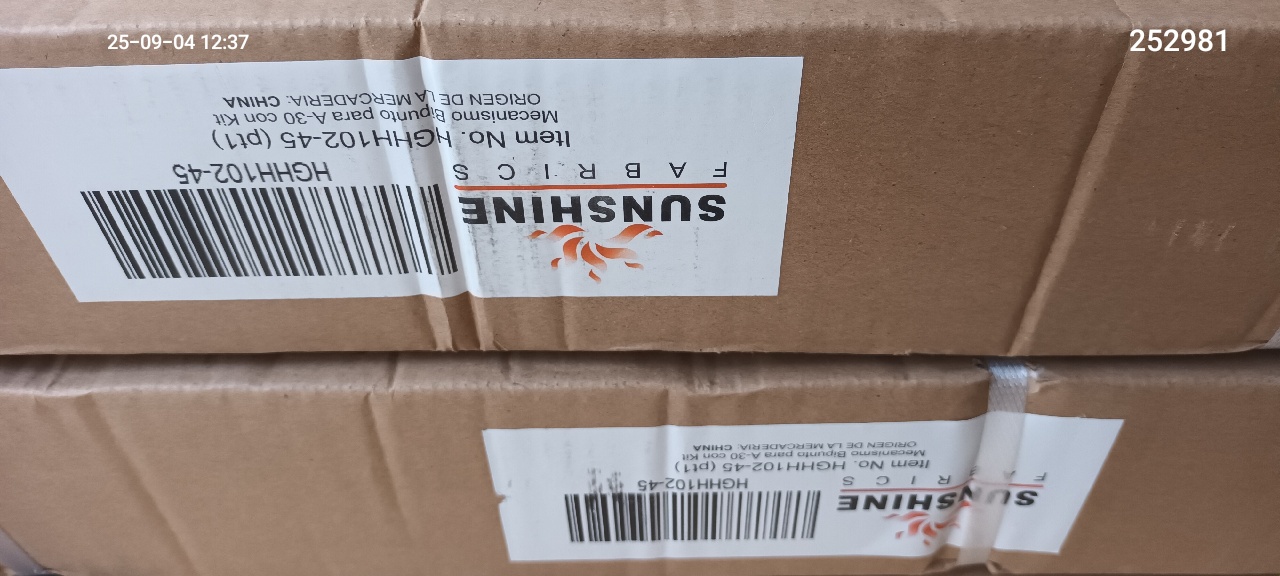 25-09-04 12:37
252981
SUNSHINE
FABRICS
HGHH102-45
Item No. HGHH102-45 (pt1)
Mecanismo Bipunto para A-30 con Kit
ORIGEN DE LA MERCADERIA: CHINA
SUNSHINE
FABRICS
HGHH102-45
Item No. HGHH102-45 (pt1)
Mecanismo Bipunto para A-30 con Kit
ORIGEN DE LA MERCADERIA: CHINA